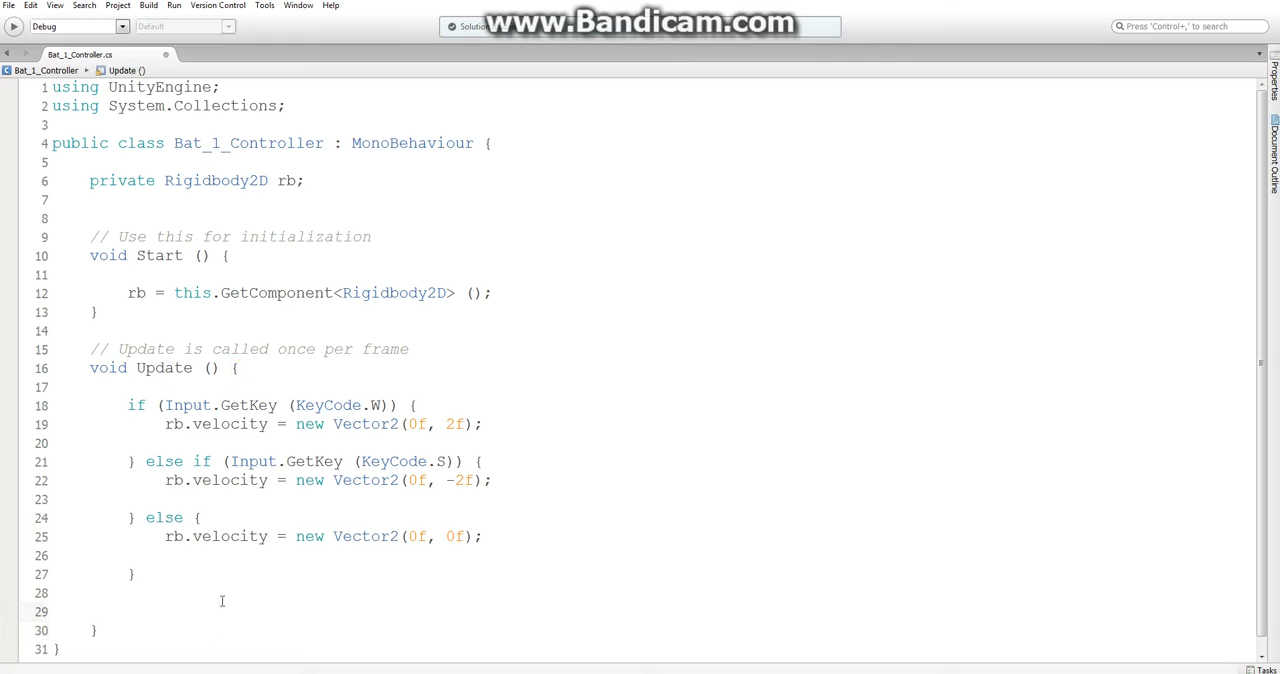 File Edit View Search Project Build Run Version Control Tools Window Help
www.Bandicam.com
Debug Default Solution Press 'Control+,' to search
Bat_1_Controller.cs
Bat_1_Controller Update ()
Properties
Document Outline
1 using UnityEngine;
2 using System.Collections;
3
4 public class Bat_1_Controller : MonoBehaviour {
5
6 private Rigidbody2D rb;
7
8
9 // Use this for initialization
10 void Start () {
11
12 rb = this.GetComponent<Rigidbody2D> ();
13 }
14
15 // Update is called once per frame
16 void Update () {
17
18 if (Input.GetKey (KeyCode.W)) {
19 rb.velocity = new Vector2(0f, 2f);
20
21 } else if (Input.GetKey (KeyCode.S)) {
22 rb.velocity = new Vector2(0f, -2f);
23
24 } else {
25 rb.velocity = new Vector2(0f, 0f);
26
27 }
28
29
30 }
31 }
Tasks